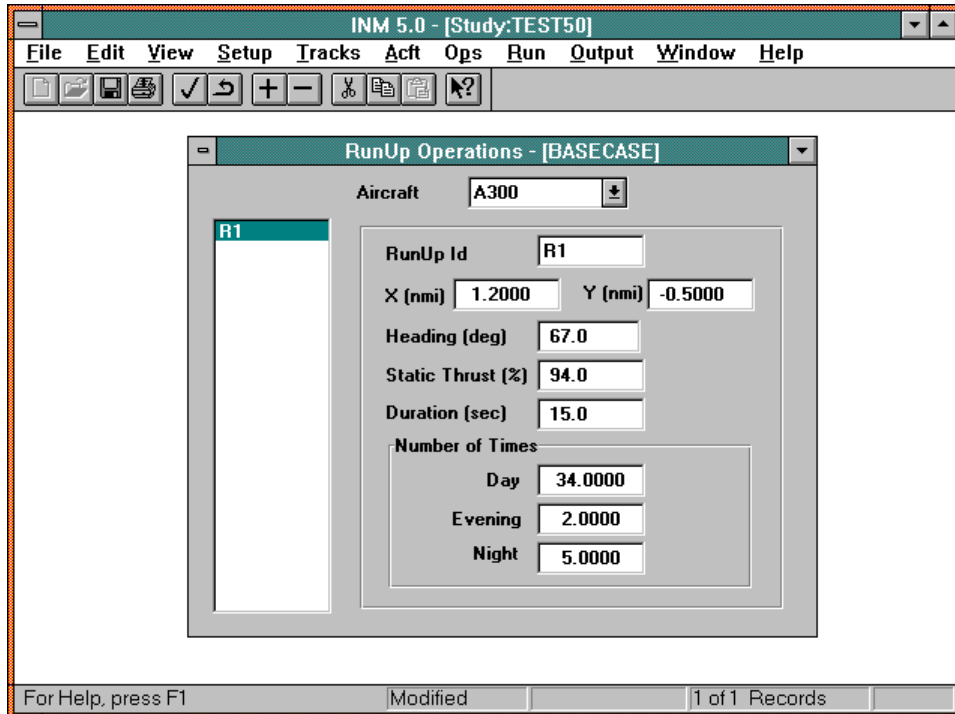 INM 5.0 - [Study:TEST50]
File Edit View Setup Tracks Acft Ops Run Output Window Help
RunUp Operations - [BASECASE]
Aircraft A300
R1
RunUp Id R1
X (nmi) 1.2000 Y (nmi) -0.5000
Heading (deg) 67.0
Static Thrust (%) 94.0
Duration (sec) 15.0
Number of Times
Day 34.0000
Evening 2.0000
Night 5.0000
For Help, press F1 Modified 1 of 1 Records